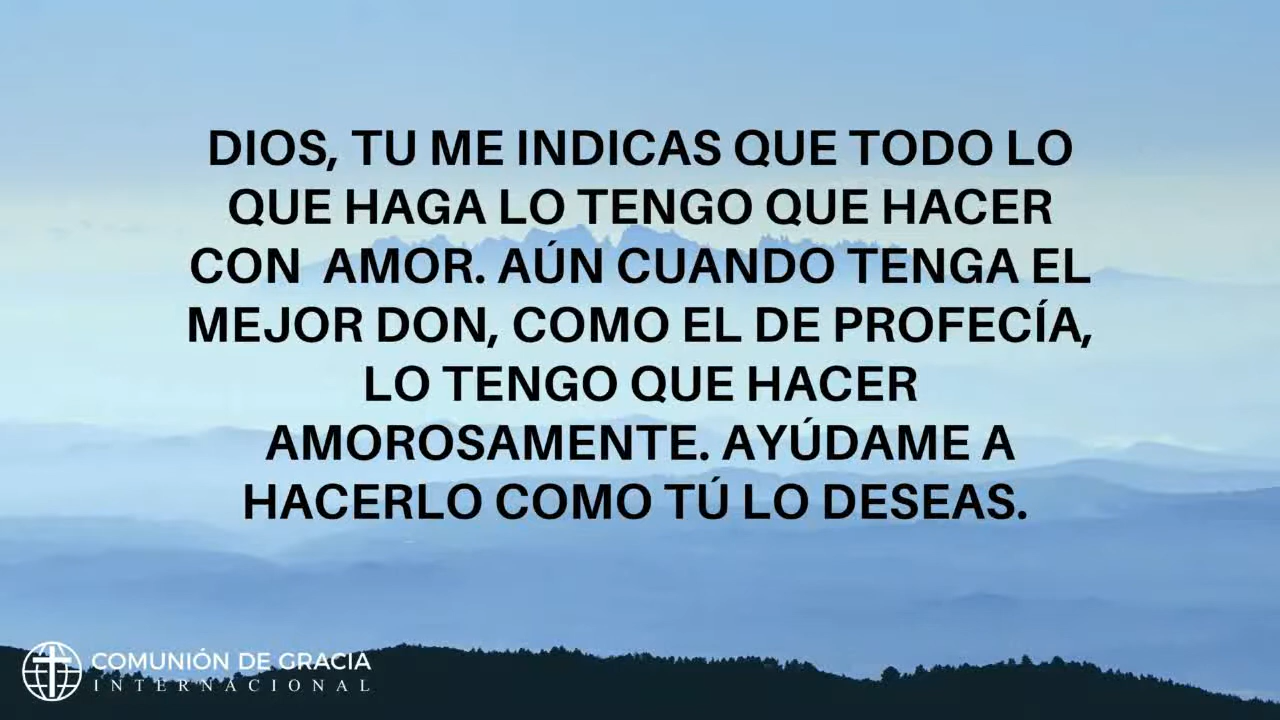 DIOS, TU ME INDICAS QUE TODO LO
QUE HAGA LO TENGO QUE HACER
CON  AMOR. AÚN CUANDO TENGA EL
MEJOR DON, COMO EL DE PROFECÍA,
LO TENGO QUE HACER
AMOROSAMENTE. AYÚDAME A
HACERLO COMO TÚ LO DESEAS.
COMUNIÓN DE GRACIA
INTERNACIONAL